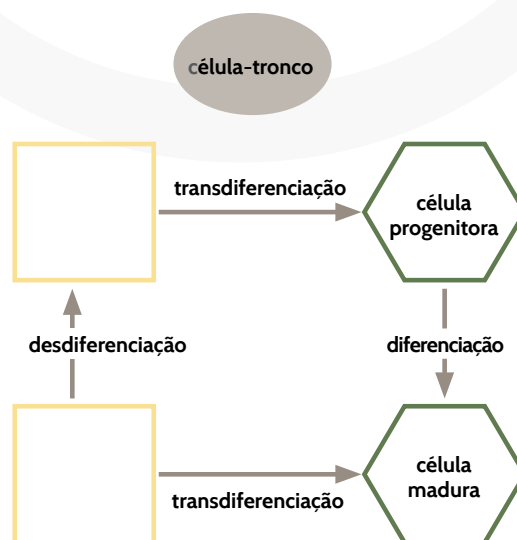 célula-tronco
transdiferenciação
célula
progenitora
desdiferenciação
diferenciação
célula
madura
transdiferenciação